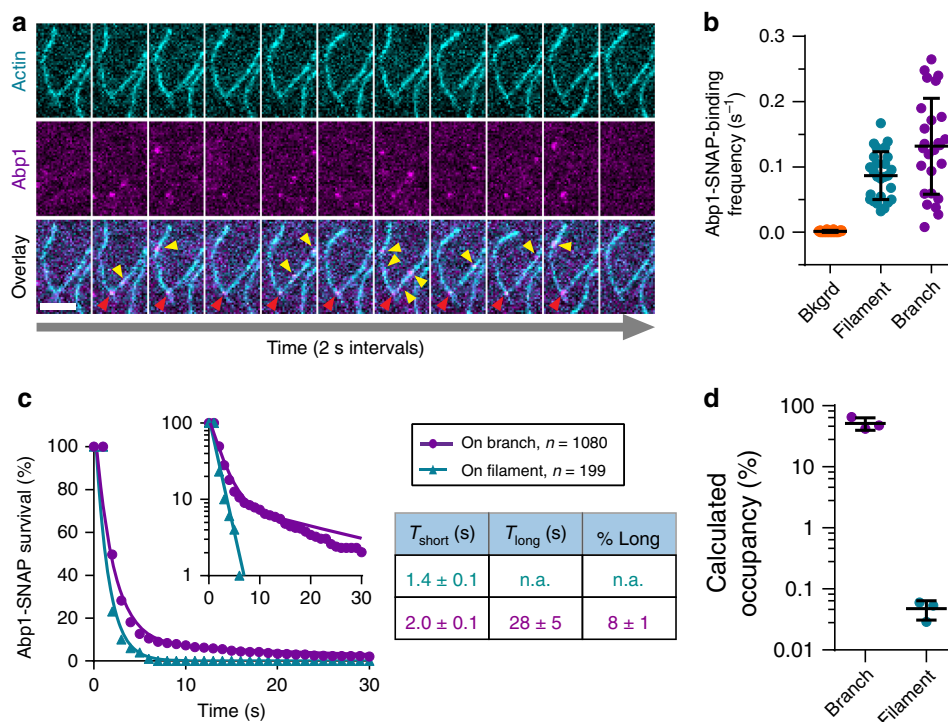 a
Actin
Abp1
Overlay
Time (2 s intervals)
b
Abp1-SNAP-binding
frequency (s⁻¹)
0.3
0.2
0.1
0.0
Bkgrd
Filament
Branch
c
Abp1-SNAP survival (%)
100
80
60
40
20
0
0
10
20
30
Time (s)
100
10
1
0
10
20
30
On branch, n = 1080
On filament, n = 199
T short (s) T long (s) % Long
1.4 ± 0.1 n.a. n.a.
2.0 ± 0.1 28 ± 5 8 ± 1
d
Calculated
occupancy (%)
100
10
1
0.1
0.01
Branch
Filament